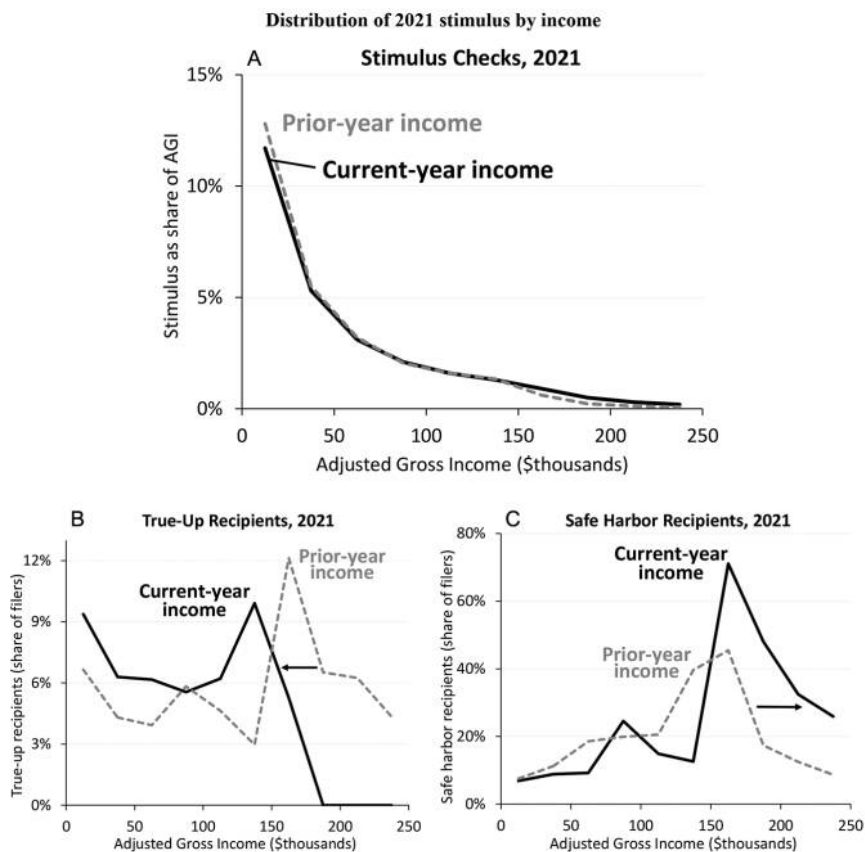 Distribution of 2021 stimulus by income
A
Stimulus Checks, 2021
Stimulus as share of AGI
15%
10%
5%
0%
Prior-year income
Current-year income
0 50 100 150 200 250
Adjusted Gross Income ($thousands)
B
True-Up Recipients, 2021
True-up recipients (share of filers)
12%
9%
6%
3%
0%
Current-year
income
Prior-year
income
0 50 100 150 200 250
Adjusted Gross Income ($thousands)
C
Safe Harbor Recipients, 2021
Safe harbor recipients (share of filers)
80%
60%
40%
20%
0%
Current-year
income
Prior-year
income
0 50 100 150 200 250
Adjusted Gross Income ($thousands)